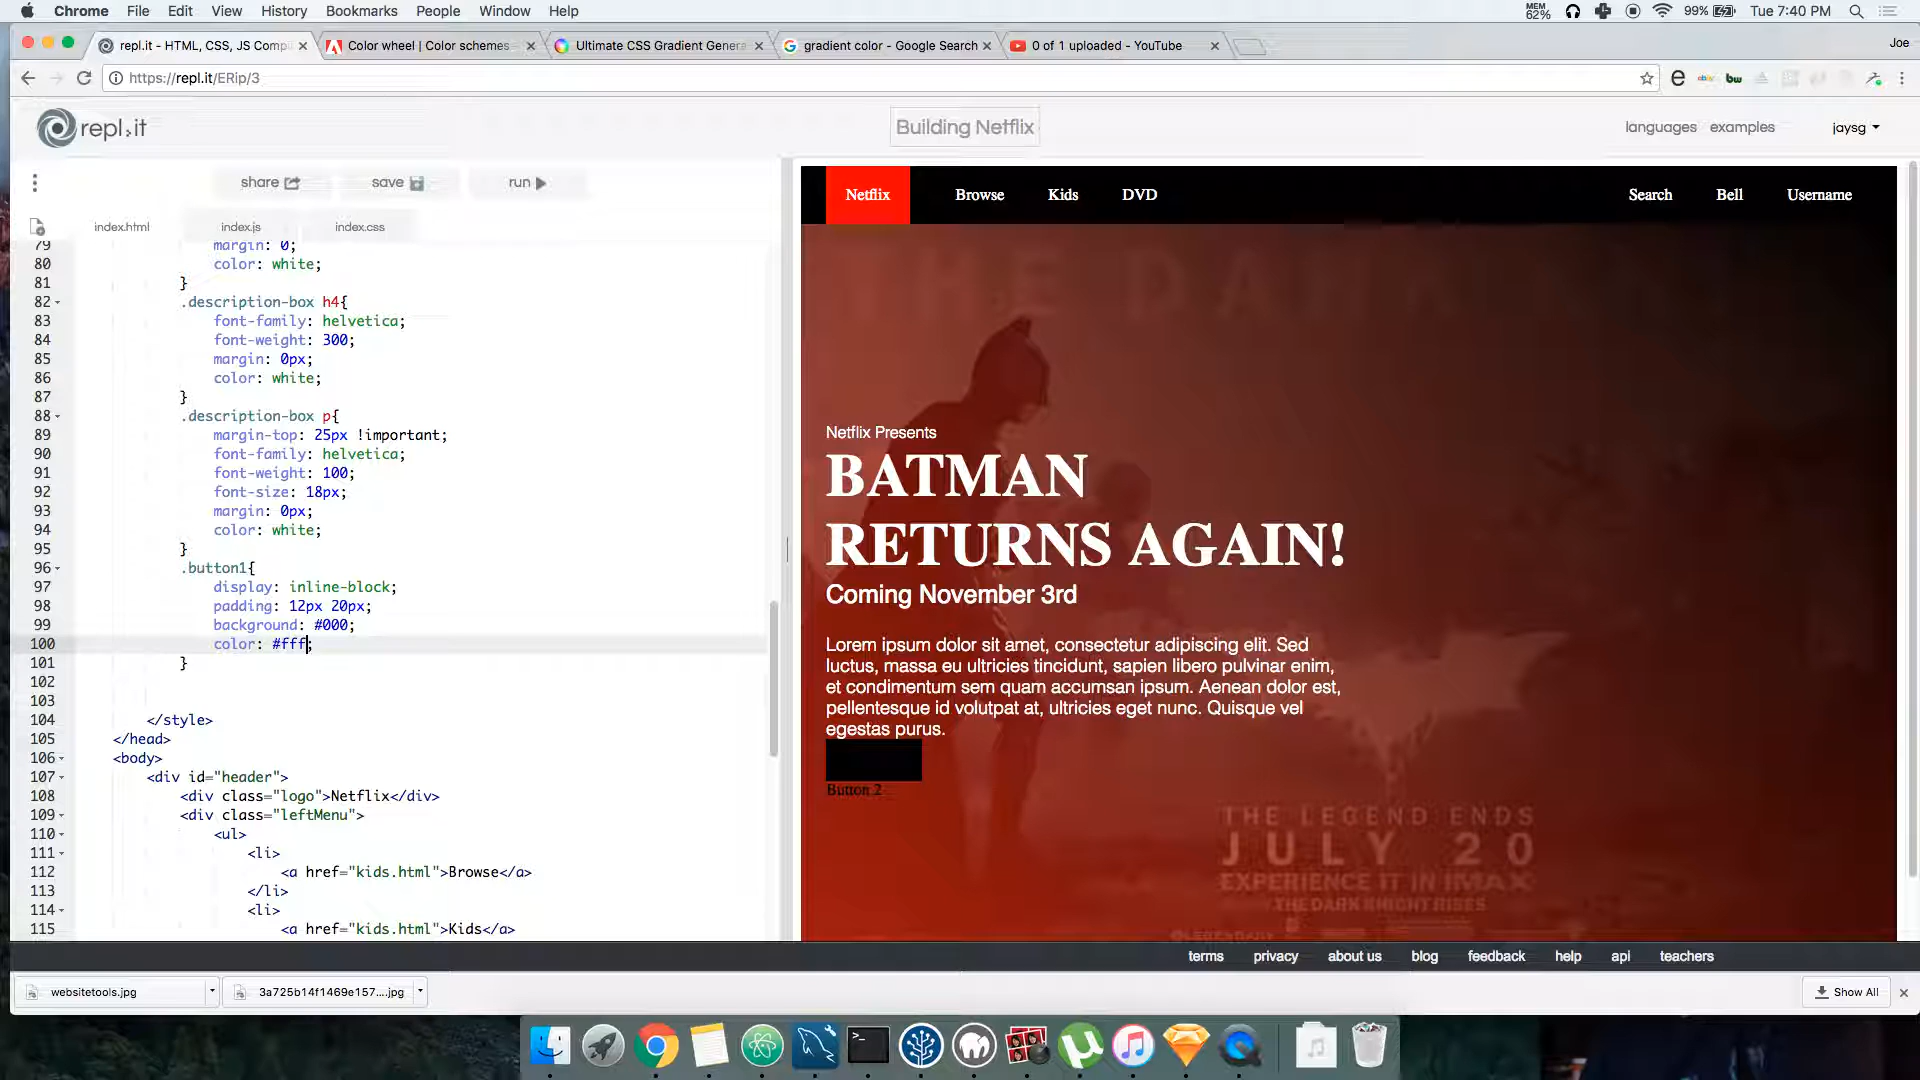 Chrome File Edit View History Bookmarks People Window Help
MEM 62% 99% Tue 7:40 PM
repl.it - HTML, CSS, JS Compi
Color wheel | Color schemes -
Ultimate CSS Gradient Genera
gradient color - Google Search
0 of 1 uploaded - YouTube
Joe
https://repl.it/ERip/3
repl.it
Building Netflix
languages examples jaysg
share save run
index.html index.js index.css
79 margin: 0;
80 color: white;
81 }
82 .description-box h4{
83 font-family: helvetica;
84 font-weight: 300;
85 margin: 0px;
86 color: white;
87 }
88 .description-box p{
89 margin-top: 25px !important;
90 font-family: helvetica;
91 font-weight: 100;
92 font-size: 18px;
93 margin: 0px;
94 color: white;
95 }
96 .button1{
97 display: inline-block;
98 padding: 12px 20px;
99 background: #000;
100 color: #fff;
101 }
102
103
104 </style>
105 </head>
106 <body>
107 <div id="header">
108 <div class="logo">Netflix</div>
109 <div class="leftMenu">
110 <ul>
111 <li>
112 <a href="kids.html">Browse</a>
113 </li>
114 <li>
115 <a href="kids.html">Kids</a>
Netflix Browse Kids DVD Search Bell Username
Netflix Presents
BATMAN
RETURNS AGAIN!
Coming November 3rd
Lorem ipsum dolor sit amet, consectetur adipiscing elit. Sed
luctus, massa eu ultricies tincidunt, sapien libero pulvinar enim,
et condimentum sem quam accumsan ipsum. Aenean dolor est,
pellentesque id volutpat at, ultricies eget nunc. Quisque vel
egestas purus.
Button 2
THE LEGEND ENDS
JULY 20
EXPERIENCE IT IN IMAX
THE DARK KNIGHT RISES
terms privacy about us blog feedback help api teachers
websitetools.jpg
3a725b14f1469e157....jpg
Show All